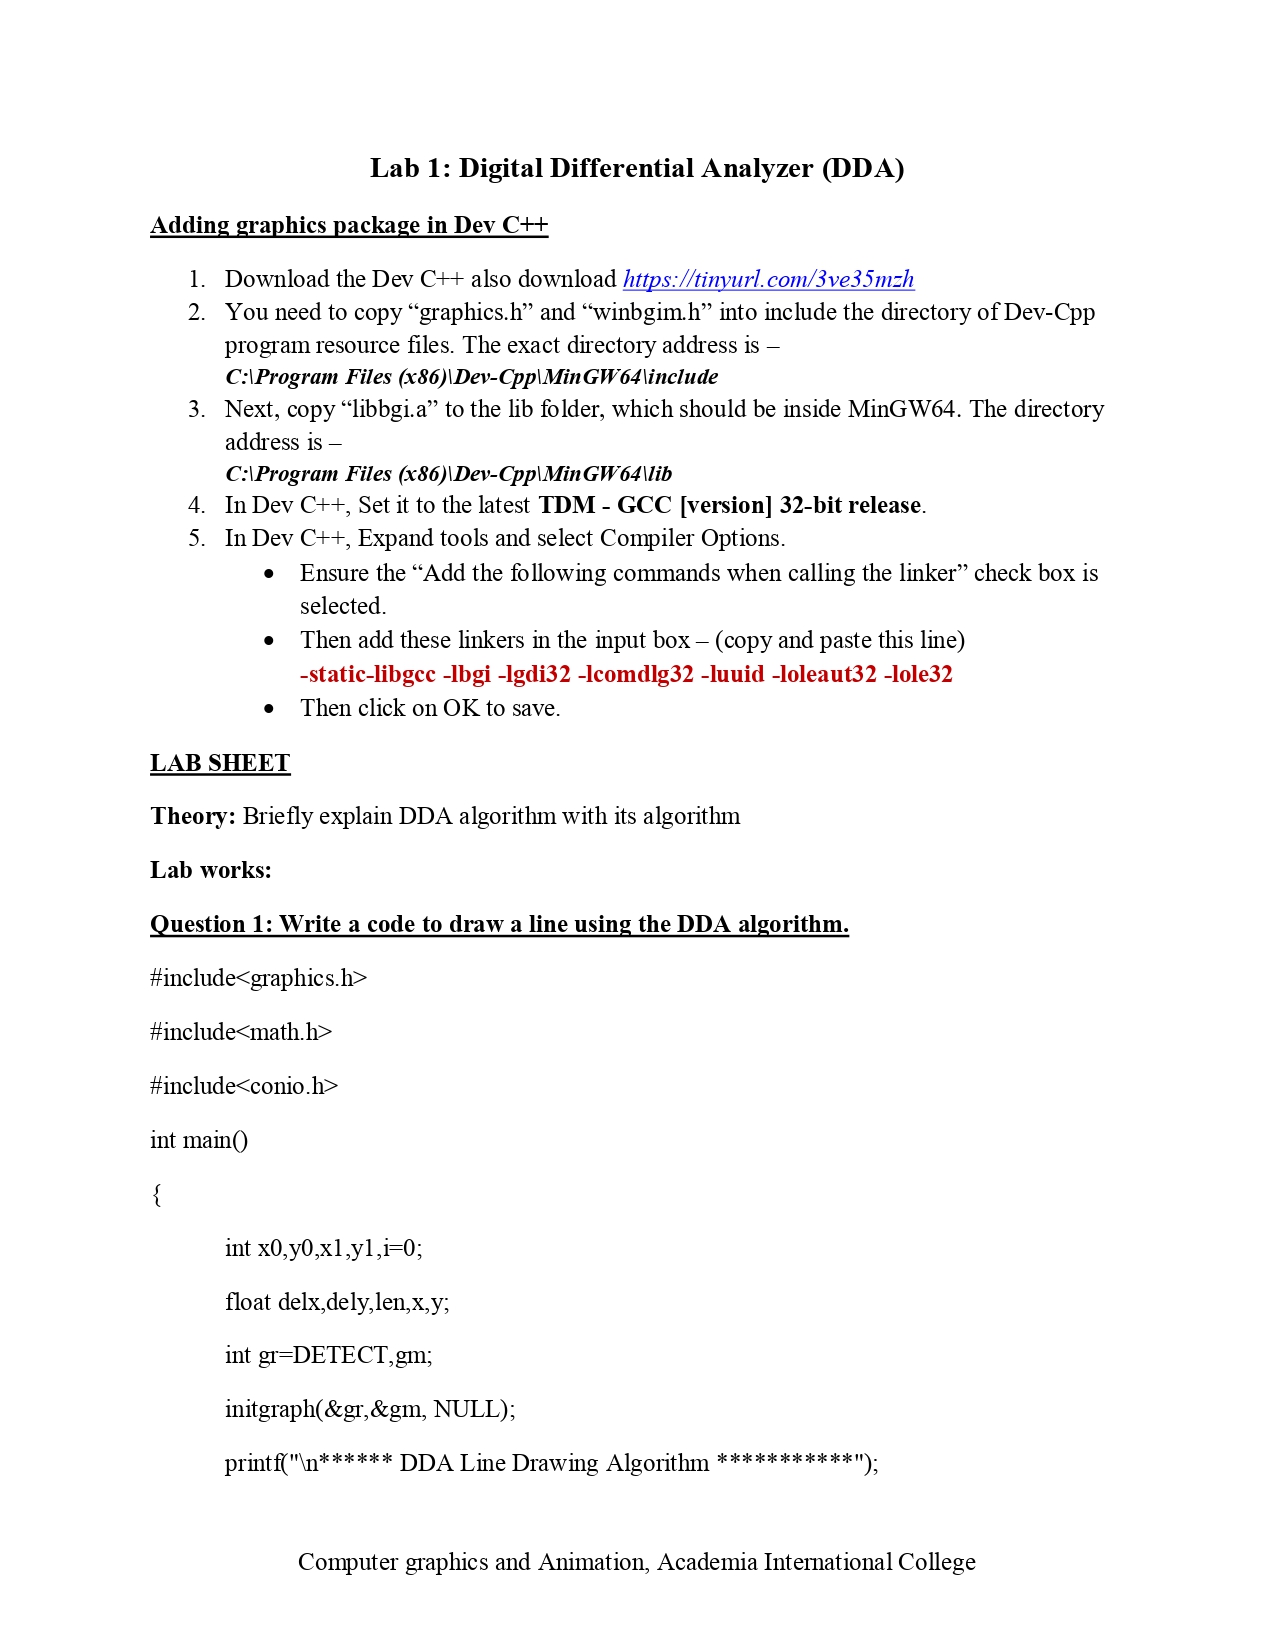 Lab 1: Digital Differential Analyzer (DDA)
Adding graphics package in Dev C++
1. Download the Dev C++ also download https://tinyurl.com/3ve35mzh
2. You need to copy “graphics.h” and “winbgim.h” into include the directory of Dev-Cpp
program resource files. The exact directory address is –
C:\Program Files (x86)\Dev-Cpp\MinGW64\include
3. Next, copy “libbgi.a” to the lib folder, which should be inside MinGW64. The directory
address is –
C:\Program Files (x86)\Dev-Cpp\MinGW64\lib
4. In Dev C++, Set it to the latest TDM - GCC [version] 32-bit release.
5. In Dev C++, Expand tools and select Compiler Options.
• Ensure the “Add the following commands when calling the linker” check box is
selected.
• Then add these linkers in the input box – (copy and paste this line)
-static-libgcc -lbgi -lgdi32 -lcomdlg32 -luuid -loleaut32 -lole32
• Then click on OK to save.
LAB SHEET
Theory: Briefly explain DDA algorithm with its algorithm
Lab works:
Question 1: Write a code to draw a line using the DDA algorithm.
#include<graphics.h>
#include<math.h>
#include<conio.h>
int main()
{
int x0,y0,x1,y1,i=0;
float delx,dely,len,x,y;
int gr=DETECT,gm;
initgraph(&gr,&gm, NULL);
printf("\n****** DDA Line Drawing Algorithm ***********");
Computer graphics and Animation, Academia International College